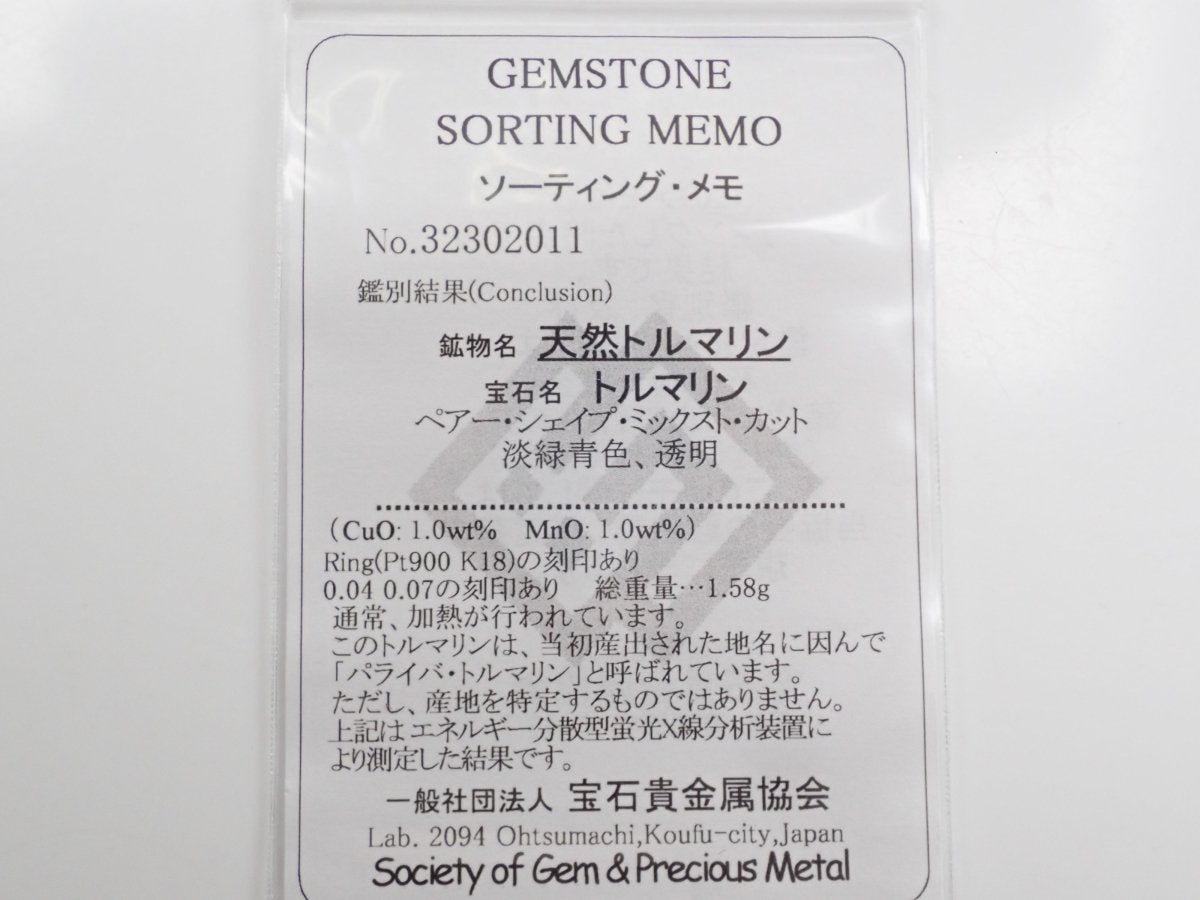 GEMSTONE
SORTING MEMO
ソーティング・メモ
No.32302011
鑑別結果(Conclusion)
鉱物名 天然トルマリン
宝石名 トルマリン
ペアー・シェイプ・ミックスト・カット
淡緑青色、透明
(CuO: 1.0wt% MnO: 1.0wt%)
Ring(Pt900 K18)の刻印あり
0.04 0.07の刻印あり 総重量…1.58g
通常、加熱が行われています。
このトルマリンは、当初産出された地名に因んで
「パライバ・トルマリン」と呼ばれています。
ただし、産地を特定するものではありません。
上記はエネルギー分散型蛍光X線分析装置に
より測定した結果です。
一般社団法人 宝石貴金属協会
Lab. 2094 Ohtsumachi,Koufu-city,Japan
Society of Gem & Precious Metal